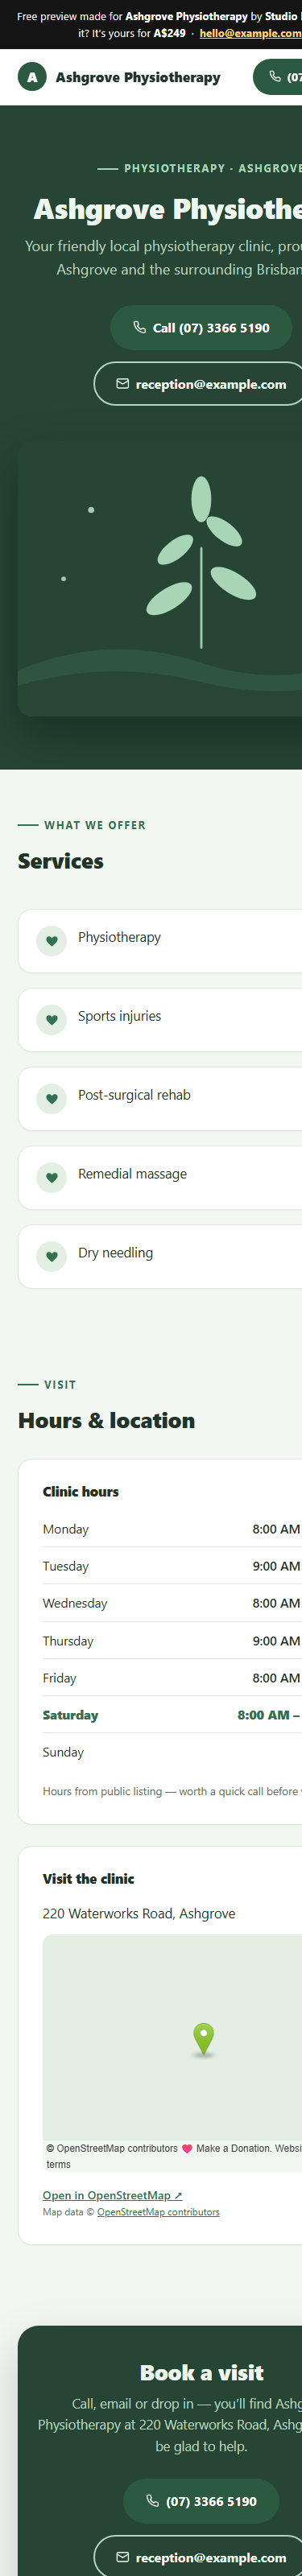 Free preview made for Ashgrove Physiotherapy by Studio
it? It's yours for A$249 · hello@example.com
A Ashgrove Physiotherapy (07
PHYSIOTHERAPY · ASHGROVE
Ashgrove Physiothe
Your friendly local physiotherapy clinic, prou
Ashgrove and the surrounding Brisban
Call (07) 3366 5190
reception@example.com
WHAT WE OFFER
Services
Physiotherapy
Sports injuries
Post-surgical rehab
Remedial massage
Dry needling
VISIT
Hours & location
Clinic hours
Monday 8:00 AM
Tuesday 9:00 AM
Wednesday 8:00 AM
Thursday 9:00 AM
Friday 8:00 AM
Saturday 8:00 AM –
Sunday
Hours from public listing — worth a quick call before
Visit the clinic
220 Waterworks Road, Ashgrove
© OpenStreetMap contributors ♥ Make a Donation. Websi
terms
Open in OpenStreetMap ↗
Map data © OpenStreetMap contributors
Book a visit
Call, email or drop in — you'll find Ashg
Physiotherapy at 220 Waterworks Road, Ashg
be glad to help.
(07) 3366 5190
reception@example.com